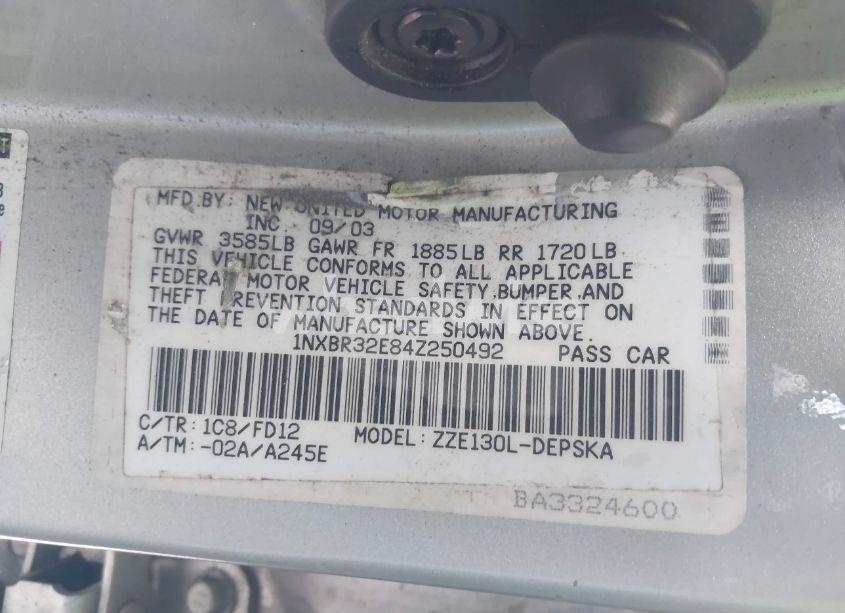 MFD.BY: NEW UNITED MOTOR MANUFACTURING
INC. 09/03
GVWR 3585LB GAWR FR 1885LB RR 1720LB
THIS VEHICLE CONFORMS TO ALL APPLICABLE
FEDERAL MOTOR VEHICLE SAFETY,BUMPER,AND
THEFT PREVENTION STANDARDS IN EFFECT ON
THE DATE OF MANUFACTURE SHOWN ABOVE.
1NXBR32E84Z250492 PASS CAR
C/TR: 1C8/FD12 MODEL: ZZE130L-DEPSKA
A/TM: -02A/A245E
BA3324600